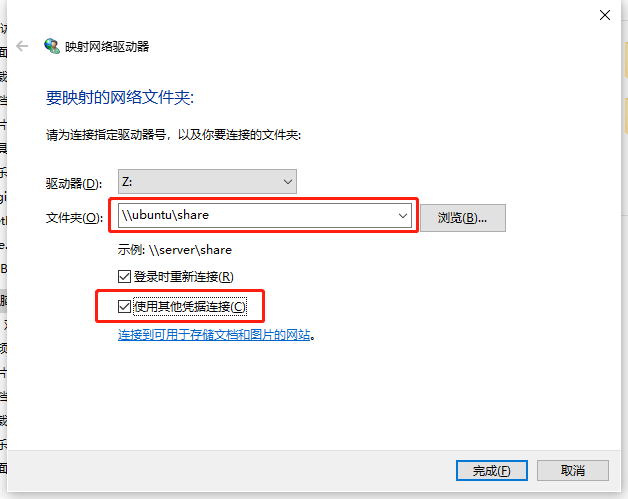 映射网络驱动器
要映射的网络文件夹:
请为连接指定驱动器号，以及你要连接的文件夹:
驱动器(D): Z:
文件夹(O): \\ubuntu\share 浏览(B)...
示例: \\server\share
登录时重新连接(R)
使用其他凭据连接(C)
连接到可用于存储文档和图片的网站。
完成(F) 取消